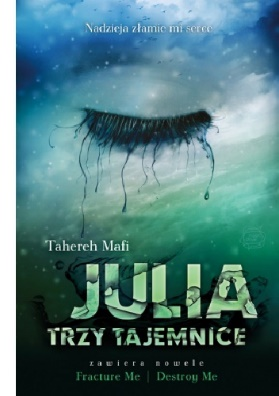 Nadzieja złamie mi serce
Tahereh Mafi
JULIA
TRZY TAJEMNICE
zawiera nowele
Fracture Me | Destroy Me